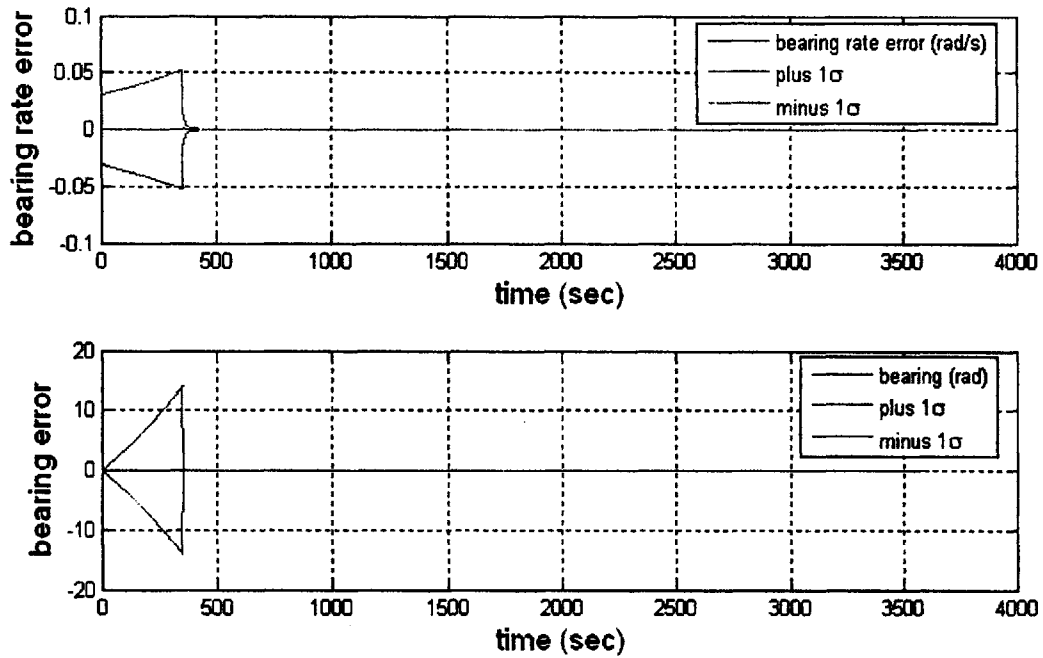 0.1
0.05
0
-0.05
-0.1
bearing rate error
bearing rate error (rad/s)
plus 1σ
minus 1σ
0 500 1000 1500 2000 2500 3000 3500 4000
time (sec)
20
10
0
-10
-20
bearing error
bearing (rad)
plus 1σ
minus 1σ
0 500 1000 1500 2000 2500 3000 3500 4000
time (sec)